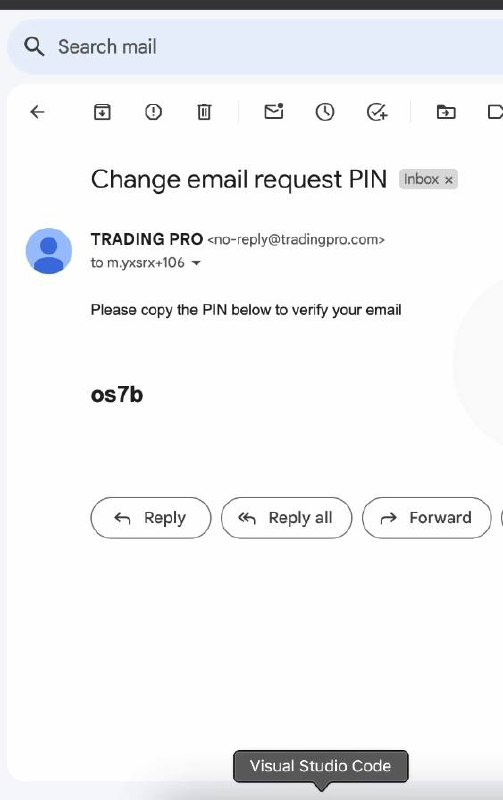 Search mail
Change email request PIN Inbox ×
TRADING PRO <no-reply@tradingpro.com>
to m.yxsrx+106
Please copy the PIN below to verify your email
os7b
Reply Reply all Forward
Visual Studio Code